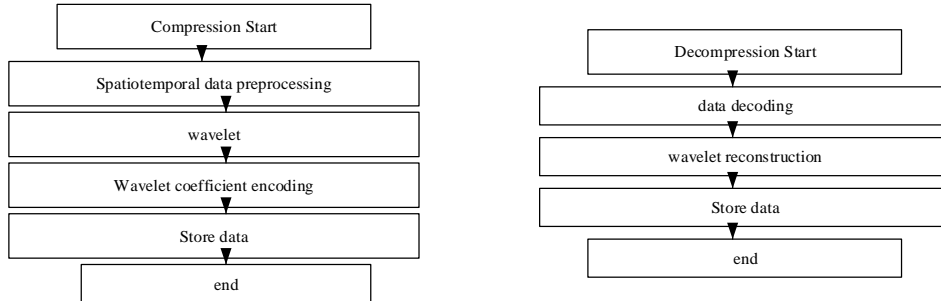 Compression Start
Spatiotemporal data preprocessing
wavelet
Wavelet coefficient encoding
Store data
end
Decompression Start
data decoding
wavelet reconstruction
Store data
end